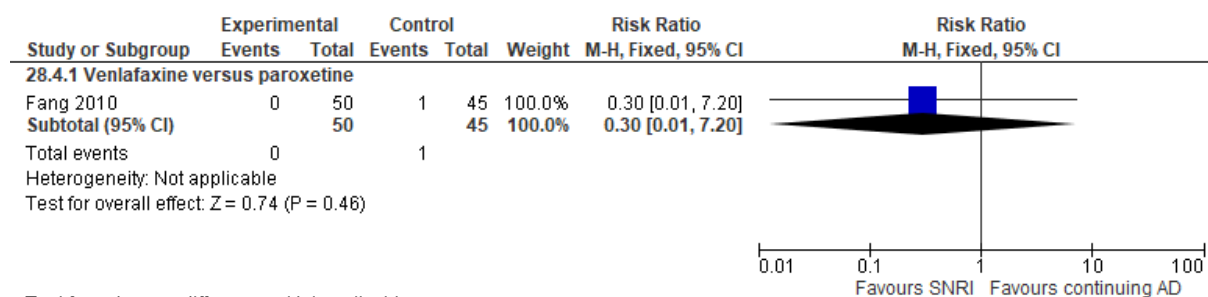 Experimental Control Risk Ratio Risk Ratio
Study or Subgroup Events Total Events Total Weight M-H, Fixed, 95% CI M-H, Fixed, 95% CI
28.4.1 Venlafaxine versus paroxetine
Fang 2010 0 50 1 45 100.0% 0.30 [0.01, 7.20]
Subtotal (95% CI) 50 45 100.0% 0.30 [0.01, 7.20]
Total events 0 1
Heterogeneity: Not applicable
Test for overall effect: Z = 0.74 (P = 0.46)
0.01 0.1 1 10 100
Favours SNRI Favours continuing AD